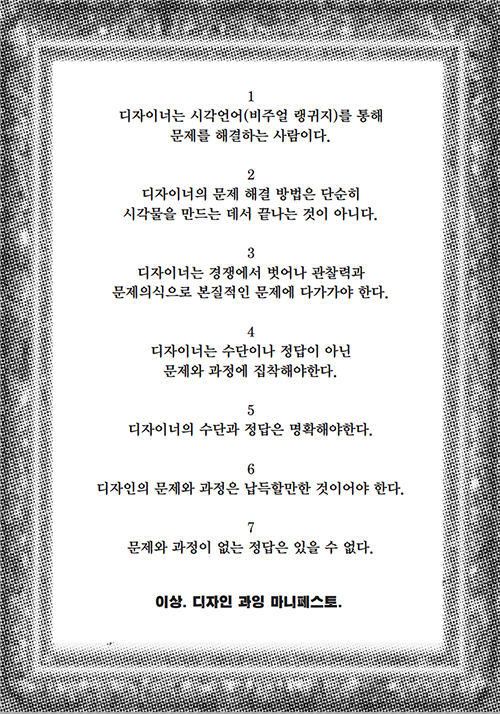 1
디자이너는 시각언어(비주얼 랭귀지)를 통해
문제를 해결하는 사람이다.
2
디자이너의 문제 해결 방법은 단순히
시각물을 만드는 데서 끝나는 것이 아니다.
3
디자이너는 경쟁에서 벗어나 관찰력과
문제의식으로 본질적인 문제에 다가가야 한다.
4
디자이너는 수단이나 정답이 아닌
문제와 과정에 집착해야한다.
5
디자이너의 수단과 정답은 명확해야한다.
6
디자인의 문제와 과정은 납득할만한 것이어야 한다.
7
문제와 과정이 없는 정답은 있을 수 없다.
이상. 디자인 과잉 마니페스토.